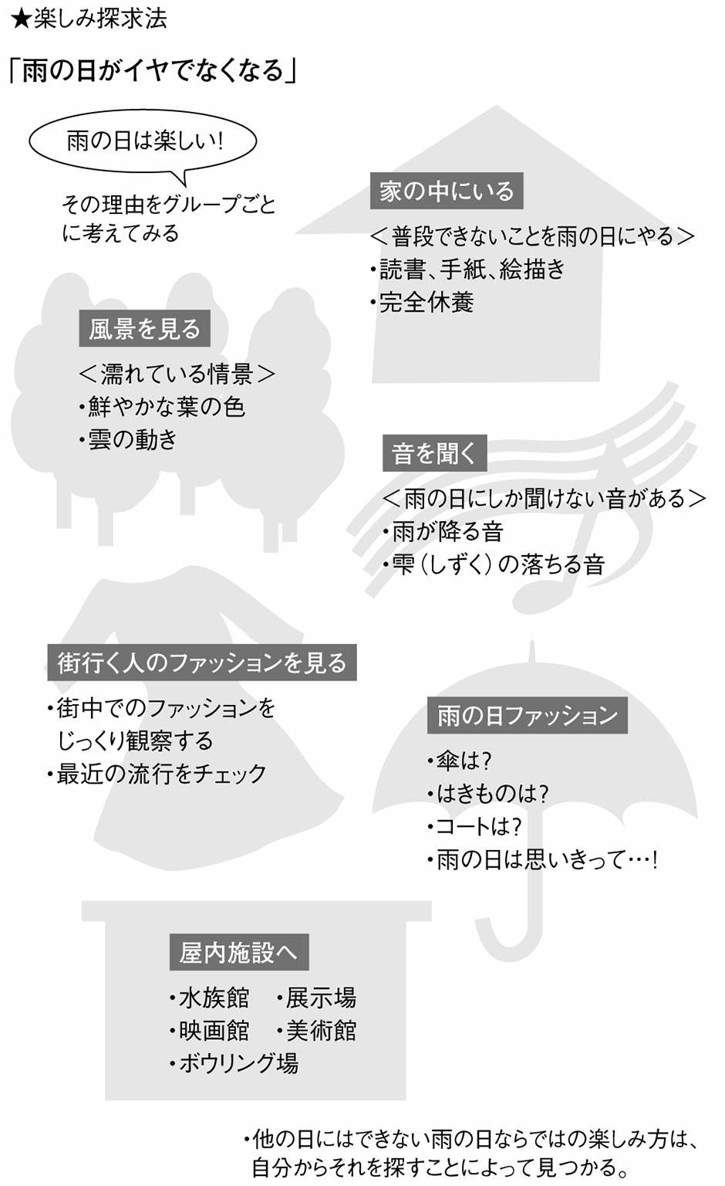 ★楽しみ探求法
「雨の日がイヤでなくなる」
雨の日は楽しい!
その理由をグループごと
に考えてみる
家の中にいる
＜普段できないことを雨の日にやる＞
・読書、手紙、絵描き
・完全休養
風景を見る
＜濡れている情景＞
・鮮やかな葉の色
・雲の動き
音を聞く
＜雨の日にしか聞けない音がある＞
・雨が降る音
・雫（しずく）の落ちる音
街行く人のファッションを見る
・街中でのファッションを
じっくり観察する
・最近の流行をチェック
雨の日ファッション
・傘は?
・はきものは?
・コートは?
・雨の日は思いきって…!
屋内施設へ
・水族館　・展示場
・映画館　・美術館
・ボウリング場
・他の日にはできない雨の日ならではの楽しみ方は、
自分からそれを探すことによって見つかる。